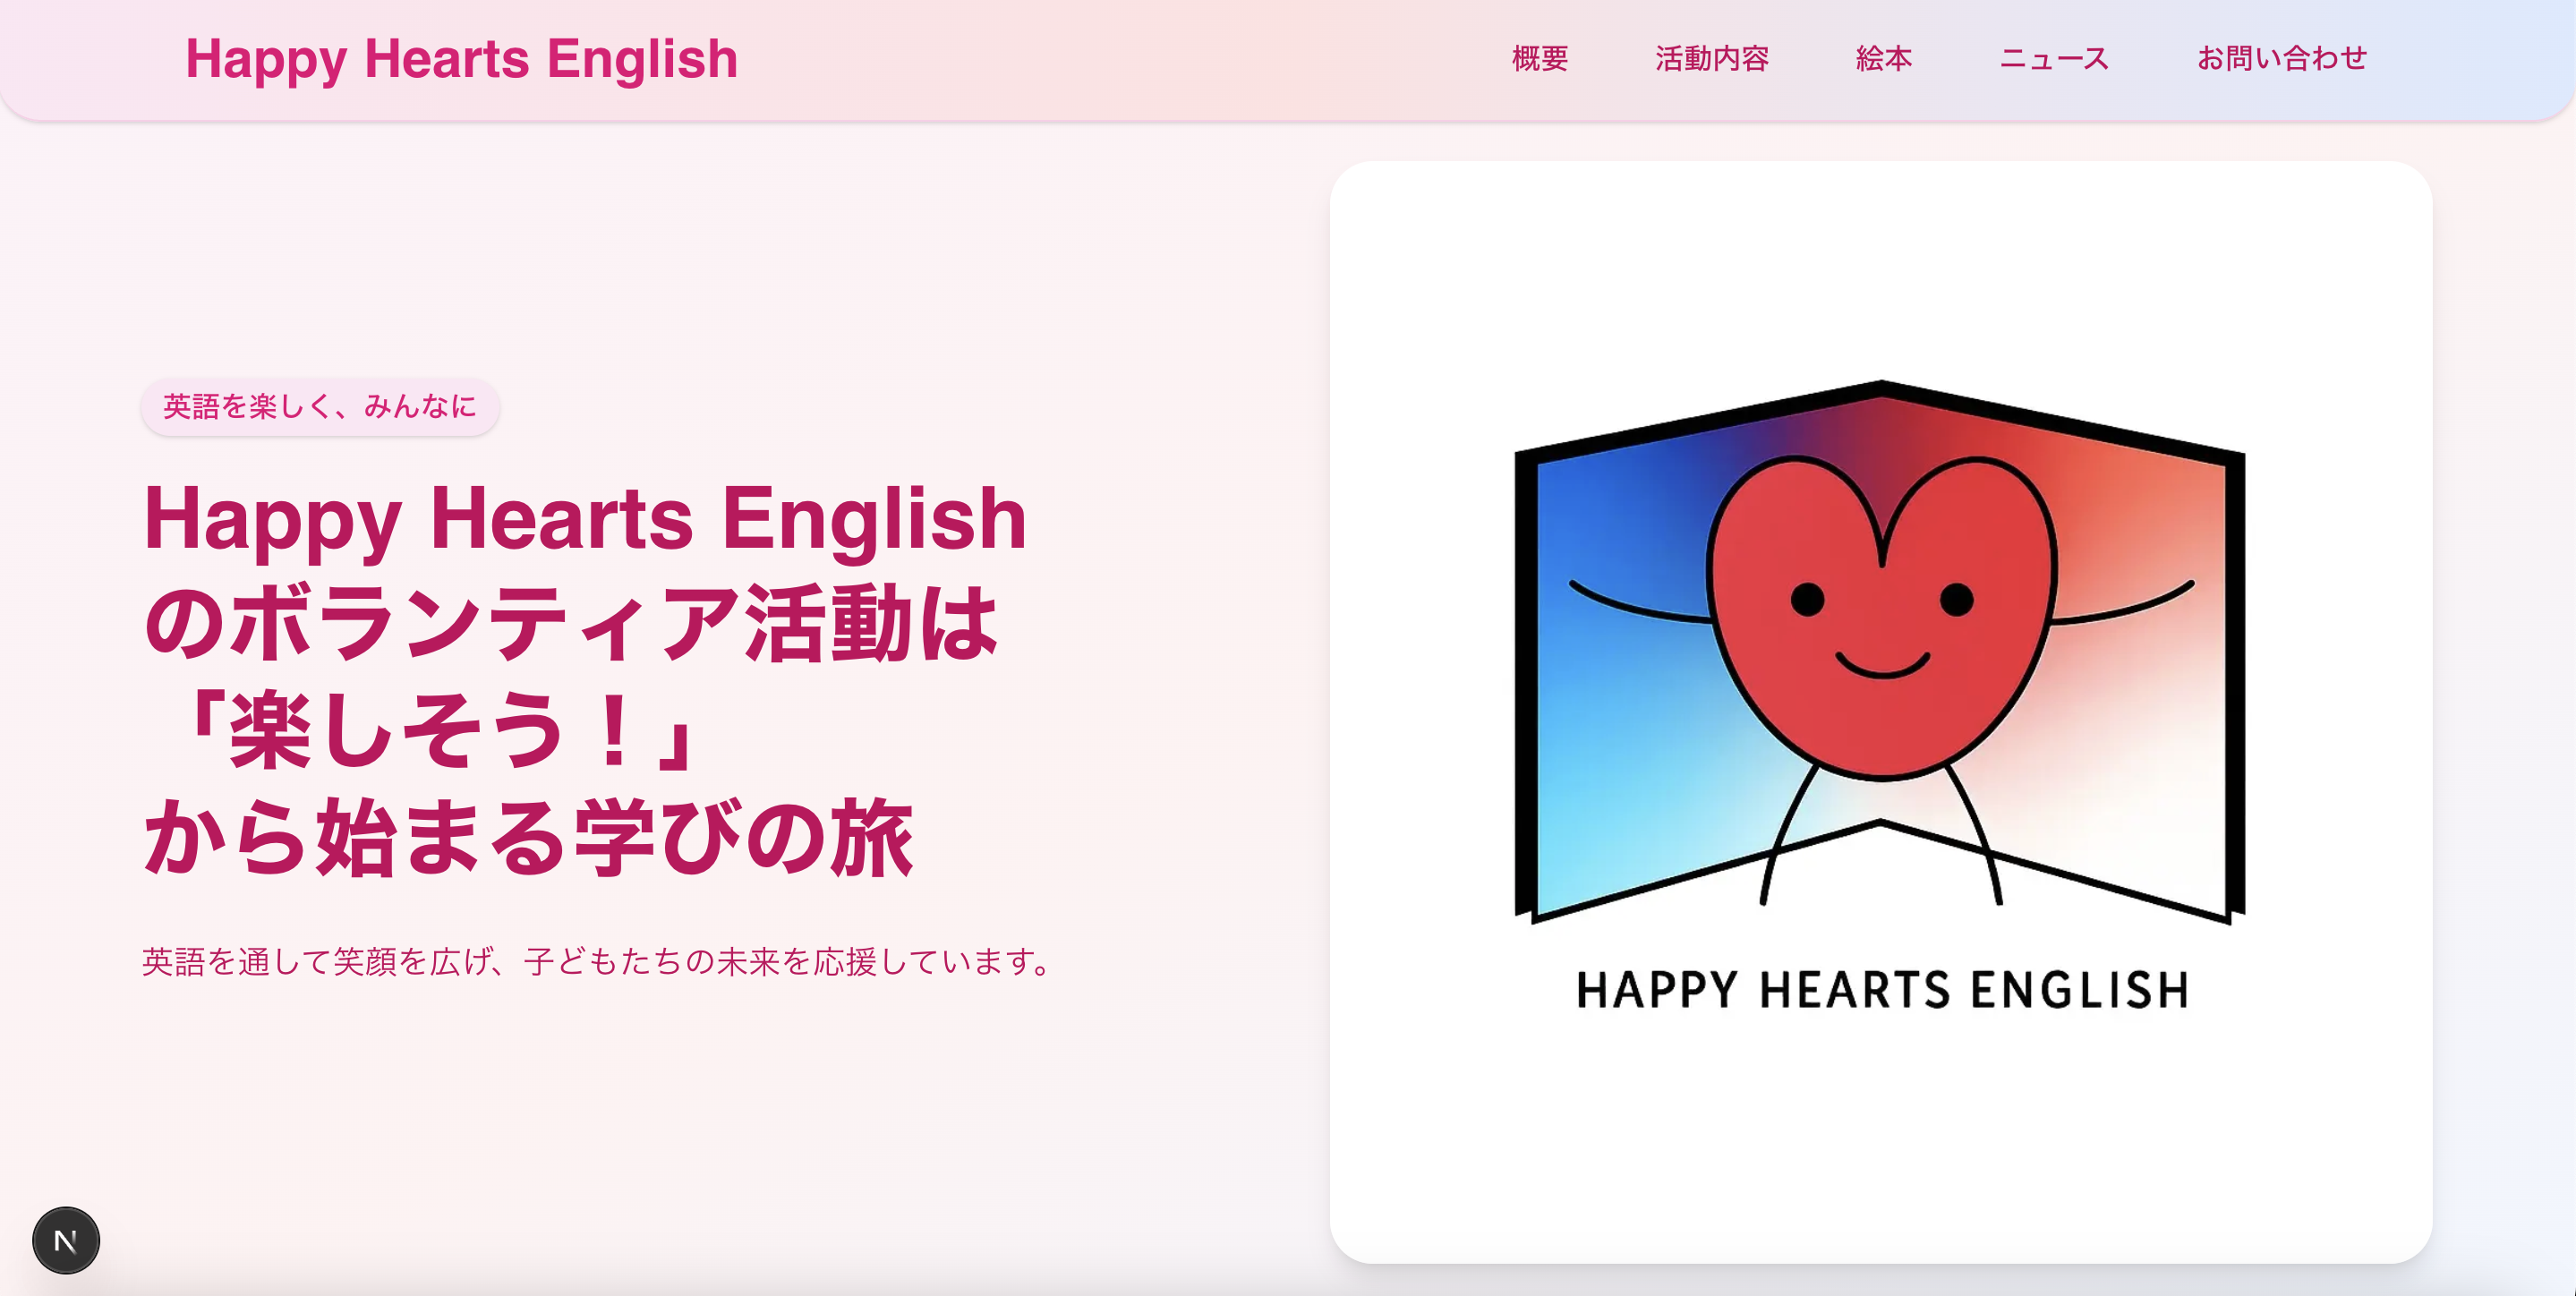 Happy Hearts English
概要 活動内容 絵本 ニュース お問い合わせ
英語を楽しく、みんなに
Happy Hearts English
のボランティア活動は
「楽しそう！」
から始まる学びの旅
英語を通して笑顔を広げ、子どもたちの未来を応援しています。
HAPPY HEARTS ENGLISH
N